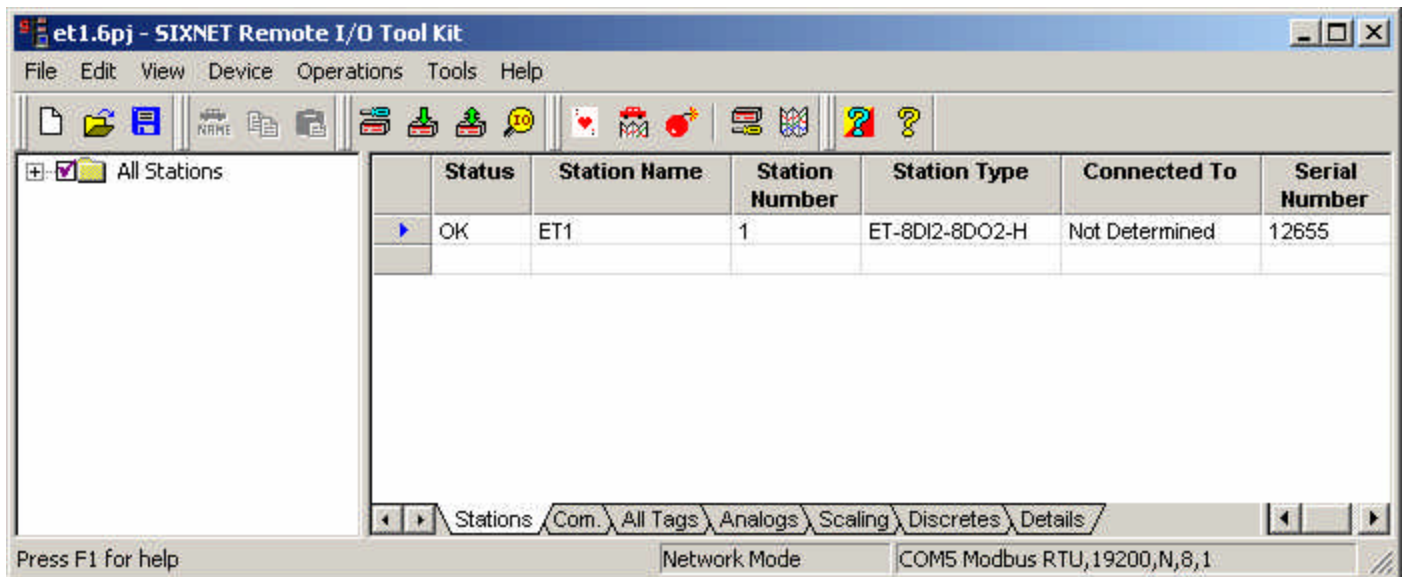 et1.6pj - SIXNET Remote I/O Tool Kit
File Edit View Device Operations Tools Help
NAME IO
All Stations
Status Station Name Station Number Station Type Connected To Serial Number
OK ET1 1 ET-8DI2-8DO2-H Not Determined 12655
Stations Com. All Tags Analogs Scaling Discretes Details
Press F1 for help Network Mode COM5 Modbus RTU,19200,N,8,1